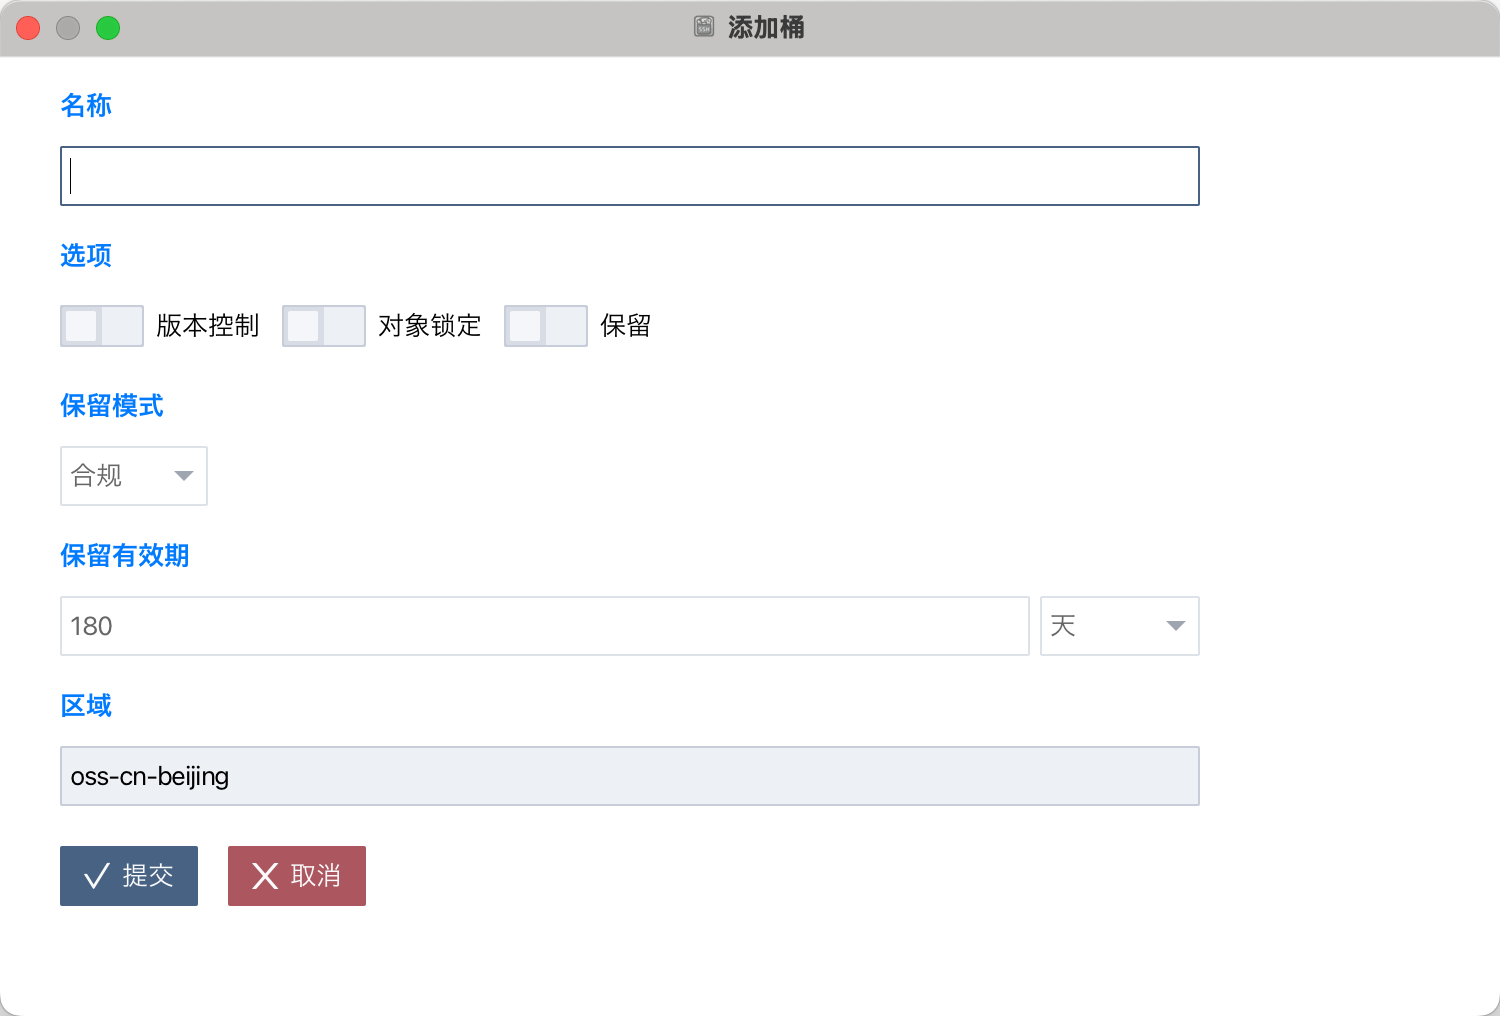 添加桶
名称
选项
版本控制 对象锁定 保留
保留模式
合规
保留有效期
180 天
区域
oss-cn-beijing
提交 取消